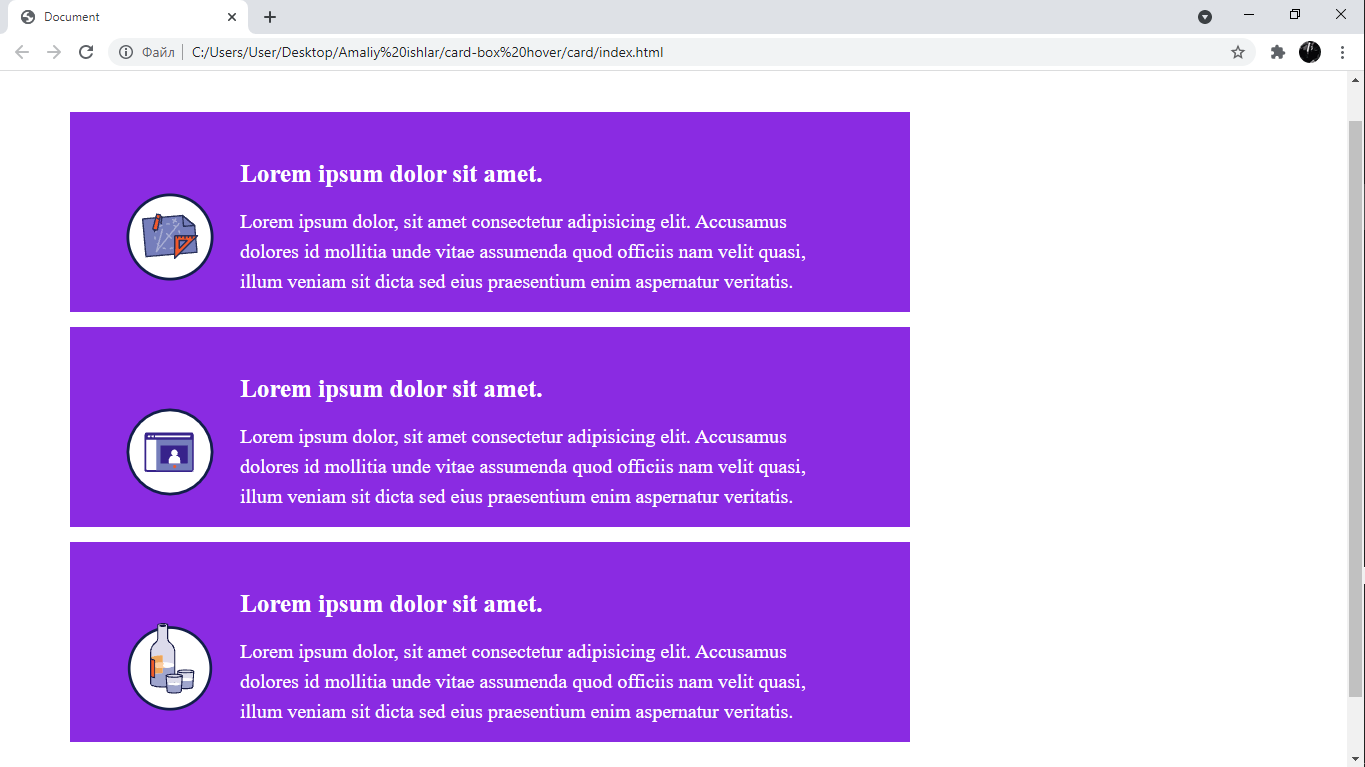 Document
Файл
C:/Users/User/Desktop/Amaliy%20ishlar/card-box%20hover/card/index.html
Lorem ipsum dolor sit amet.
Lorem ipsum dolor, sit amet consectetur adipisicing elit. Accusamus
dolores id mollitia unde vitae assumenda quod officiis nam velit quasi,
illum veniam sit dicta sed eius praesentium enim aspernatur veritatis.
Lorem ipsum dolor sit amet.
Lorem ipsum dolor, sit amet consectetur adipisicing elit. Accusamus
dolores id mollitia unde vitae assumenda quod officiis nam velit quasi,
illum veniam sit dicta sed eius praesentium enim aspernatur veritatis.
Lorem ipsum dolor sit amet.
Lorem ipsum dolor, sit amet consectetur adipisicing elit. Accusamus
dolores id mollitia unde vitae assumenda quod officiis nam velit quasi,
illum veniam sit dicta sed eius praesentium enim aspernatur veritatis.